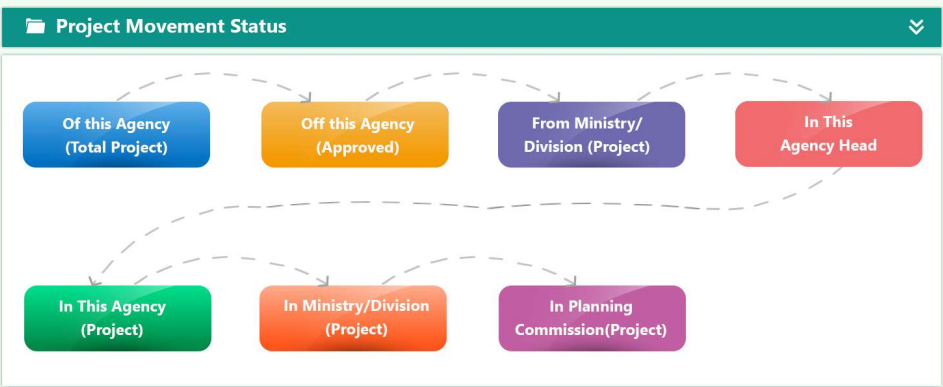 Project Movement Status
Of this Agency
(Total Project)
Off this Agency
(Approved)
From Ministry/
Division (Project)
In This
Agency Head
In This Agency
(Project)
In Ministry/Division
(Project)
In Planning
Commission(Project)